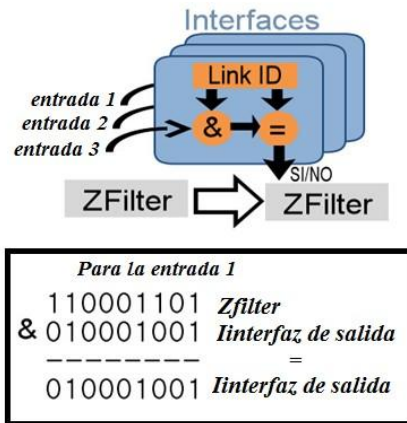 Interfaces
Link ID
entrada 1
entrada 2
entrada 3
& =
SI/NO
ZFilter ZFilter
Para la entrada 1
110001101 Zfilter
& 010001001 Iinterfaz de salida
-------- =
010001001 Iinterfaz de salida